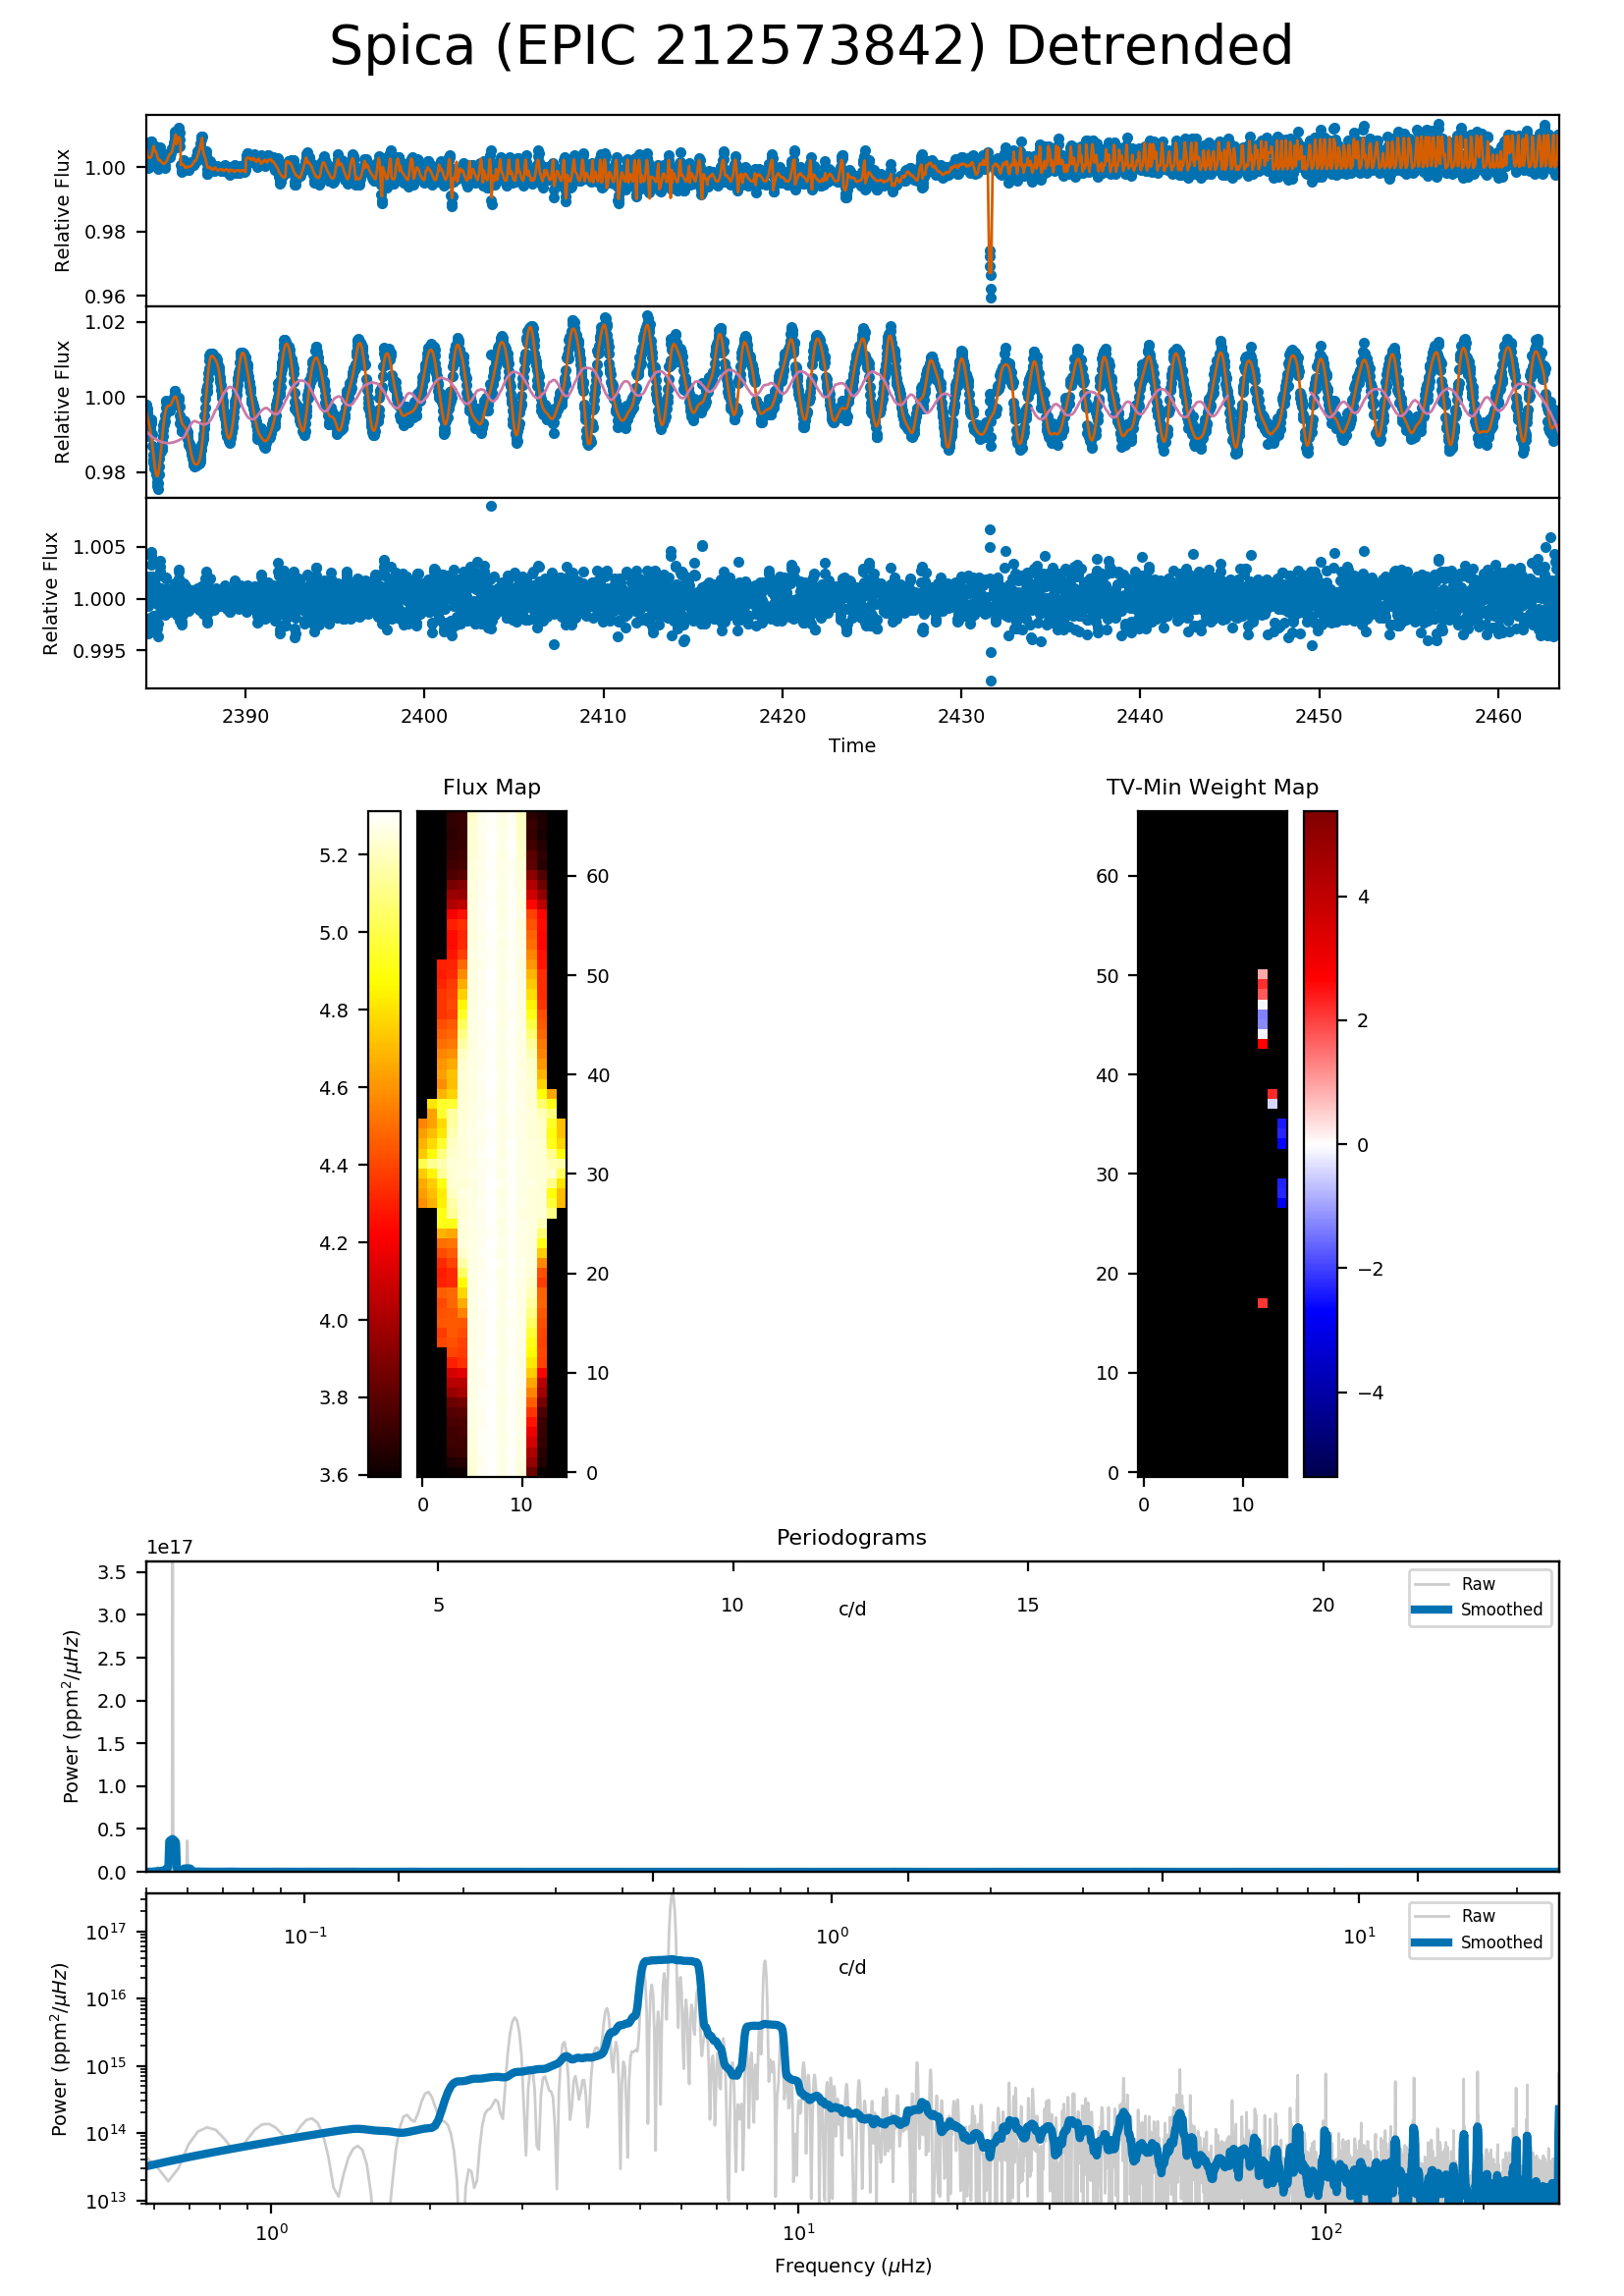 Spica (EPIC 212573842) Detrended
Relative Flux
1.00
0.98
0.96
Relative Flux
1.02
1.00
0.98
Relative Flux
1.005
1.000
0.995
2390 2400 2410 2420 2430 2440 2450 2460
Time
Flux Map
5.2
5.0
4.8
4.6
4.4
4.2
4.0
3.8
3.6
60
50
40
30
20
10
0
0 10
TV-Min Weight Map
60
50
40
30
20
10
0
0 10
4
2
0
−2
−4
Periodograms
1e17
Power (ppm²/μHz)
3.5
3.0
2.5
2.0
1.5
1.0
0.5
0.0
5 10 15 20
c/d
Raw
Smoothed
Power (ppm²/μHz)
10¹⁷
10¹⁶
10¹⁵
10¹⁴
10¹³
10⁻¹ 10⁰ 10¹
c/d
Raw
Smoothed
10⁰ 10¹ 10²
Frequency (μHz)